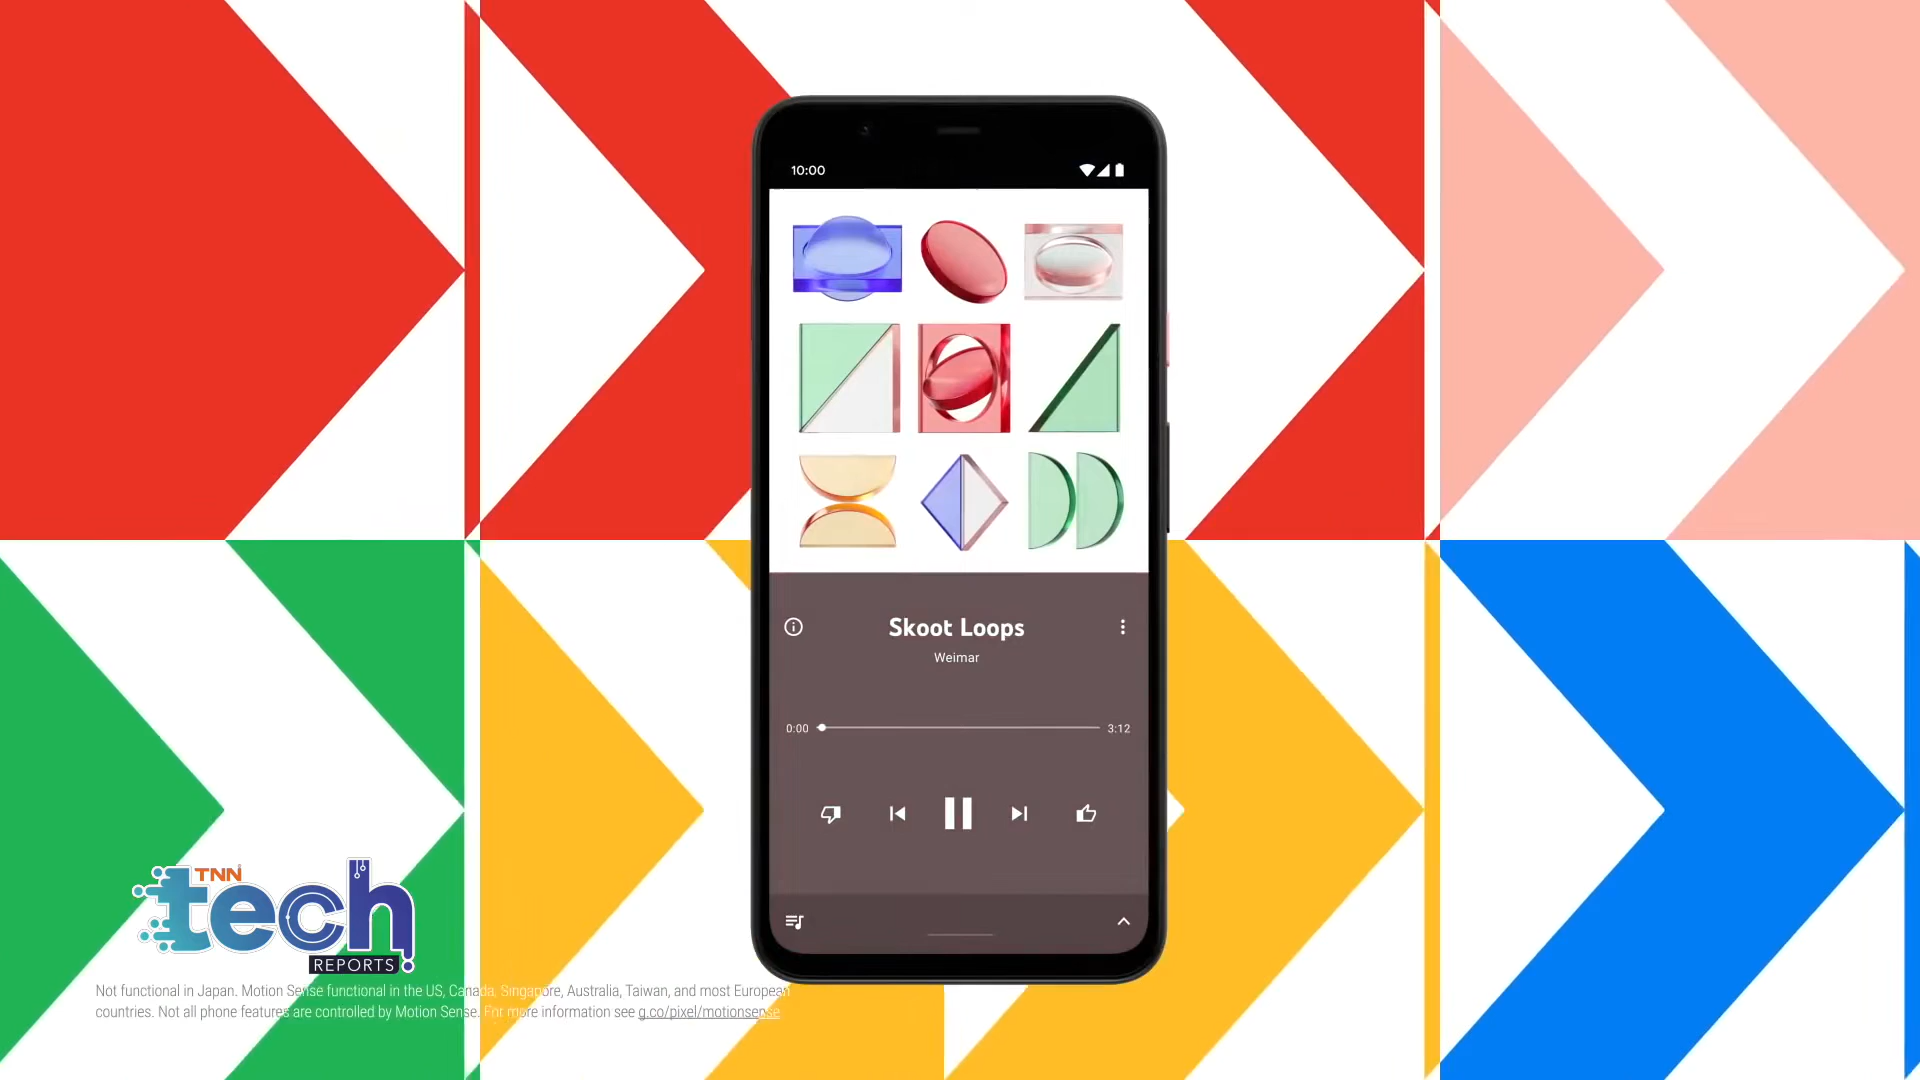 10:00
Skoot Loops
Weimar
0:00
3:12
TNN
tech
REPORTS
Not functional in Japan. Motion Sense functional in the US, Canada, Singapore, Australia, Taiwan, and most European
countries. Not all phone features are controlled by Motion Sense. For more information see g.co/pixel/motionsense